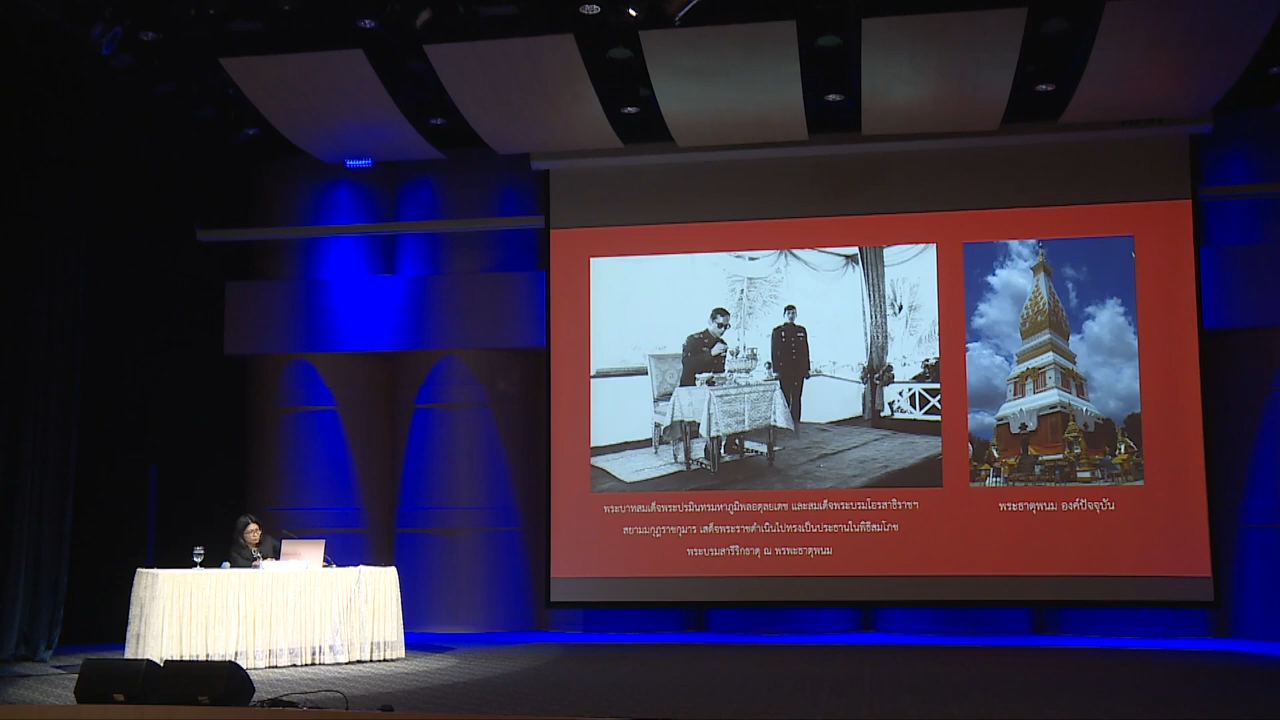 พระบาทสมเด็จพระปรมินทรมหาภูมิพลอดุลยเดช และสมเด็จพระบรมโอรสาธิราชฯ
สยามมกุฎราชกุมาร เสด็จพระราชดำเนินไปทรงเป็นประธานในพิธีสมโภช
พระบรมสารีริกธาตุ ณ พรพะธาตุพนม
พระธาตุพนม องค์ปัจจุบัน